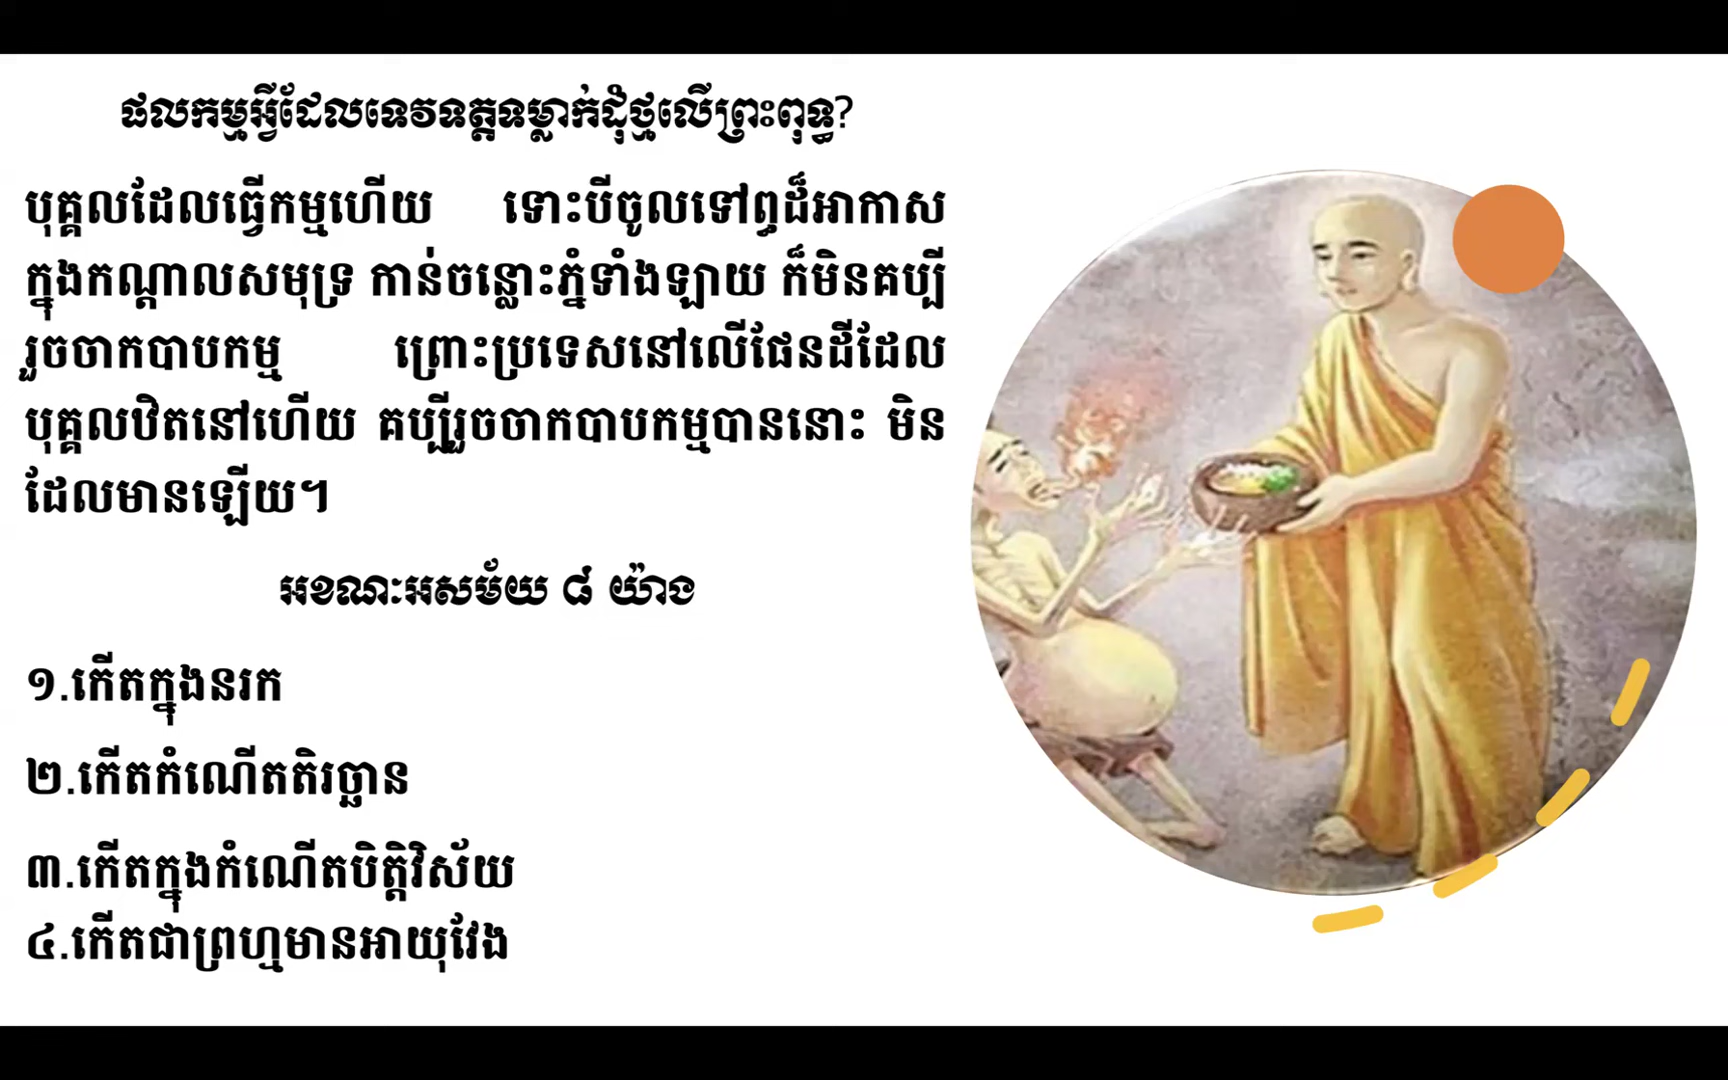 ផលកម្មអ្វីដែលទេវទត្តទម្លាក់ដុំថ្មលើព្រះពុទ្ធ?
បុគ្គលដែលធ្វើកម្មហើយ ទោះបីចូលទៅឰដ៏អាកាស
ក្នុងកណ្តាលសមុទ្រ កាន់ចន្លោះភ្នំទាំងឡាយ ក៏មិនគប្បី
រួចចាកបាបកម្ម ព្រោះប្រទេសនៅលើផែនដីដែល
បុគ្គលឋិតនៅហើយ គប្បីរួចចាកបាបកម្មបាននោះ មិន
ដែលមានឡើយ។
អខណៈអសម័យ ៨ យ៉ាង
១.កើតក្នុងនរក
២.កើតកំណើតតិរច្ឆាន
៣.កើតក្នុងកំណើតបិត្តិវិស័យ
៤.កើតជាព្រហ្មមានអាយុវែង